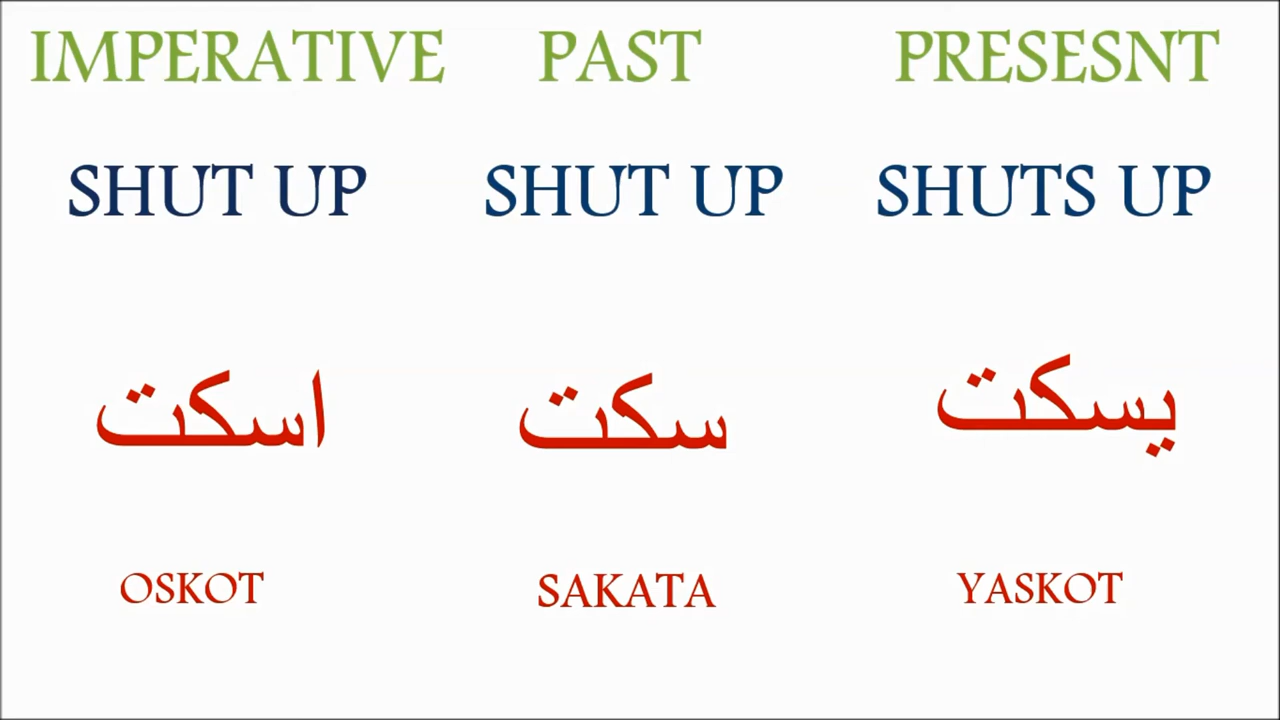 IMPERATIVE PAST PRESESNT
SHUT UP SHUT UP SHUTS UP
اسكت سكت يسكت
OSKOT SAKATA YASKOT